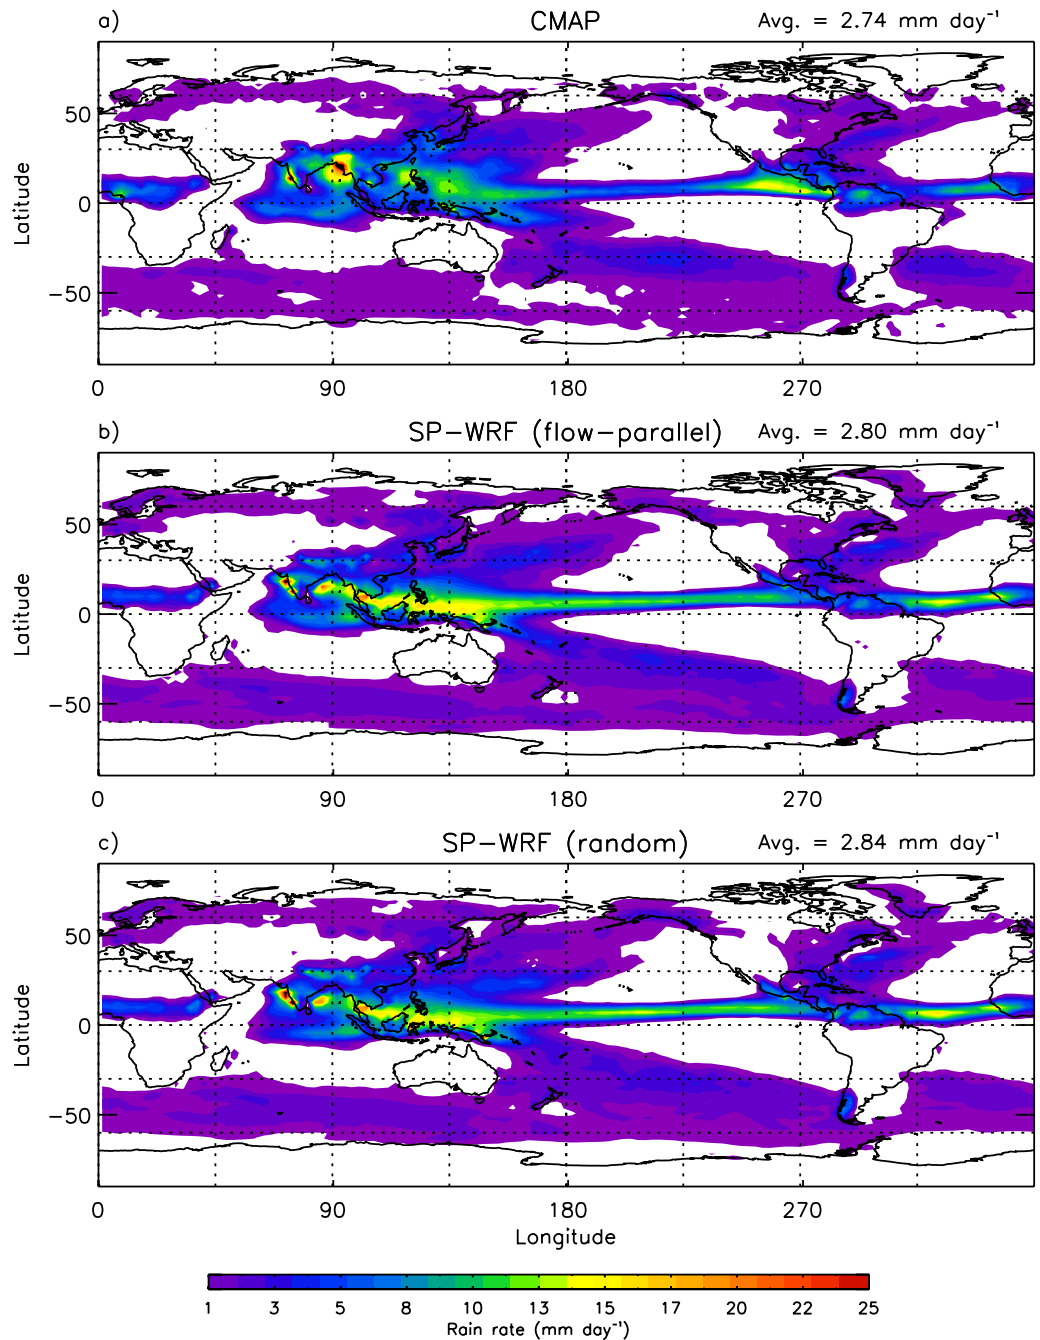 a) CMAP Avg. = 2.74 mm day⁻¹
Latitude
50
0
−50
0 90 180 270
b) SP−WRF (flow−parallel) Avg. = 2.80 mm day⁻¹
Latitude
50
0
−50
0 90 180 270
c) SP−WRF (random) Avg. = 2.84 mm day⁻¹
Latitude
50
0
−50
0 90 180 270
Longitude
1 3 5 8 10 13 15 17 20 22 25
Rain rate (mm day⁻¹)